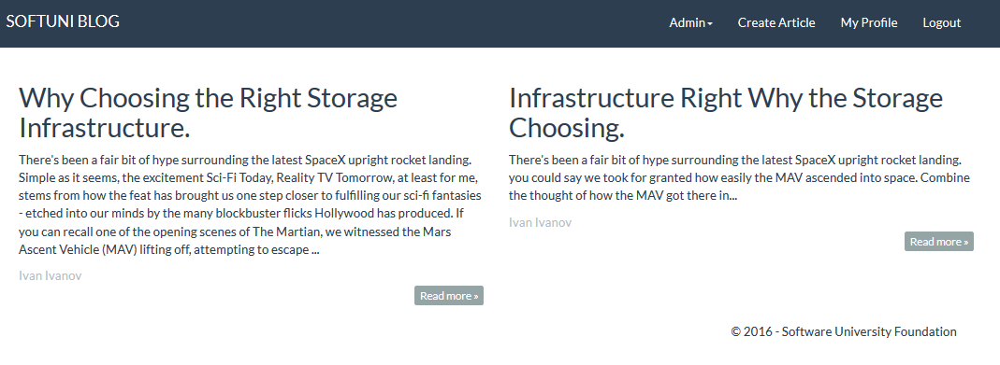 SOFTUNI BLOG
Admin
Create Article
My Profile
Logout
Why Choosing the Right Storage
Infrastructure.
There's been a fair bit of hype surrounding the latest SpaceX upright rocket landing.
Simple as it seems, the excitement Sci-Fi Today, Reality TV Tomorrow, at least for me,
stems from how the feat has brought us one step closer to fulfilling our sci-fi fantasies
- etched into our minds by the many blockbuster flicks Hollywood has produced. If
you can recall one of the opening scenes of The Martian, we witnessed the Mars
Ascent Vehicle (MAV) lifting off, attempting to escape ...
Ivan Ivanov
Read more »
Infrastructure Right Why the Storage
Choosing.
There's been a fair bit of hype surrounding the latest SpaceX upright rocket landing.
you could say we took for granted how easily the MAV ascended into space. Combine
the thought of how the MAV got there in...
Ivan Ivanov
Read more »
© 2016 - Software University Foundation